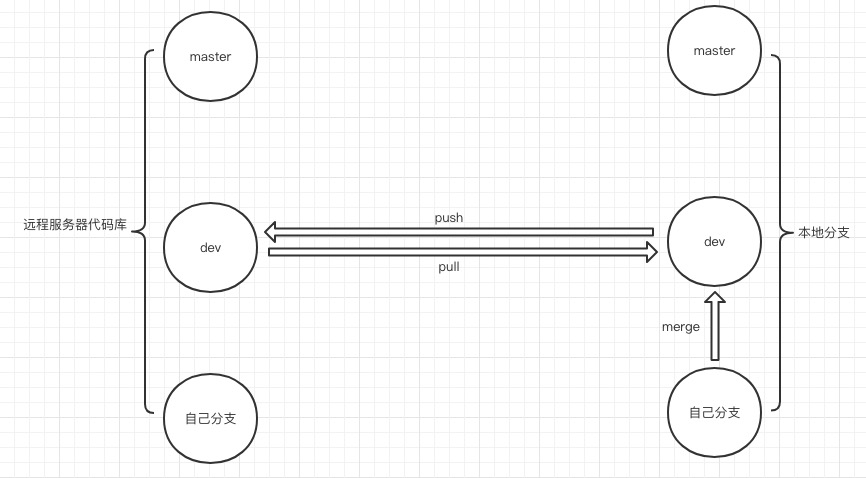 master
master
远程服务器代码库
push
dev
dev
本地分支
pull
merge
自己分支
自己分支